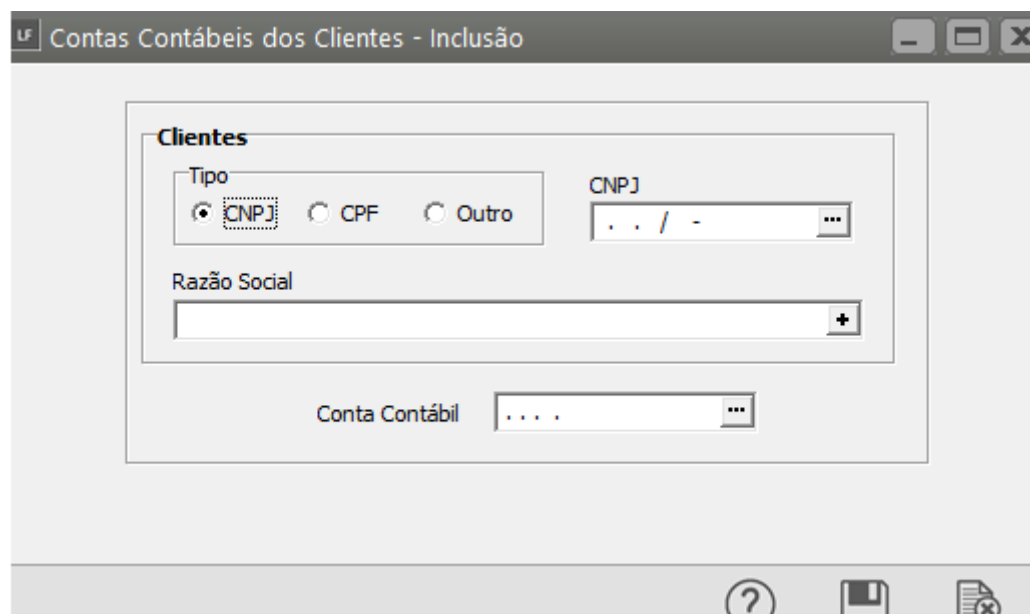 LF Contas Contábeis dos Clientes - Inclusão
Clientes
Tipo
CNPJ CPF Outro
CNPJ
. . / - ...
Razão Social
+
Conta Contábil . . . . ...
?